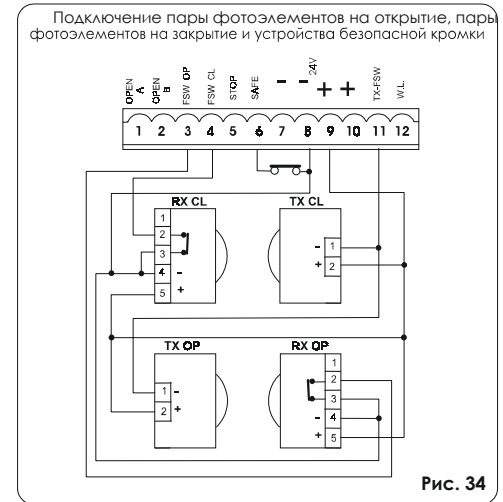 Подключение пары фотоэлементов на открытие, пары
фотоэлементов на закрытие и устройства безопасной кромки
OPEN A
OPEN B
FSW OP
FSW CL
STOP
SAFE
-
-
24V
+
+
TX-FSW
W.L.
1 2 3 4 5 6 7 8 9 10 11 12
RX CL
1
2
3
4 -
5 +
TX CL
- 1
+ 2
TX OP
1 -
2 +
RX OP
1
2
3
- 4
+ 5
Рис. 34